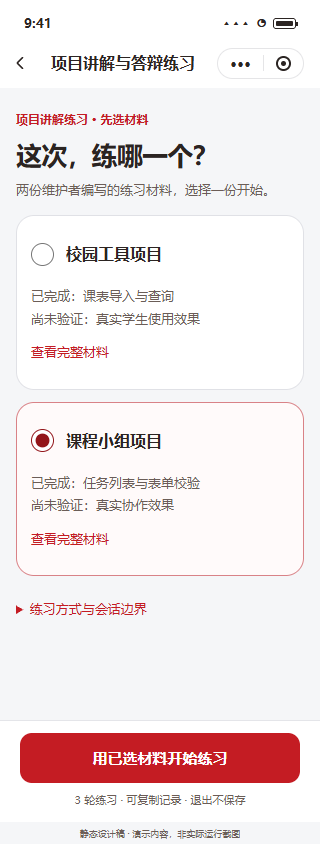 9:41
项目讲解与答辩练习
项目讲解练习 · 先选材料
这次，练哪一个？
两份维护者编写的练习材料，选择一份开始。
校园工具项目
已完成：课表导入与查询
尚未验证：真实学生使用效果
查看完整材料
课程小组项目
已完成：任务列表与表单校验
尚未验证：真实协作效果
查看完整材料
练习方式与会话边界
用已选材料开始练习
3 轮练习 · 可复制记录 · 退出不保存
静态设计稿 · 演示内容，非实际运行截图